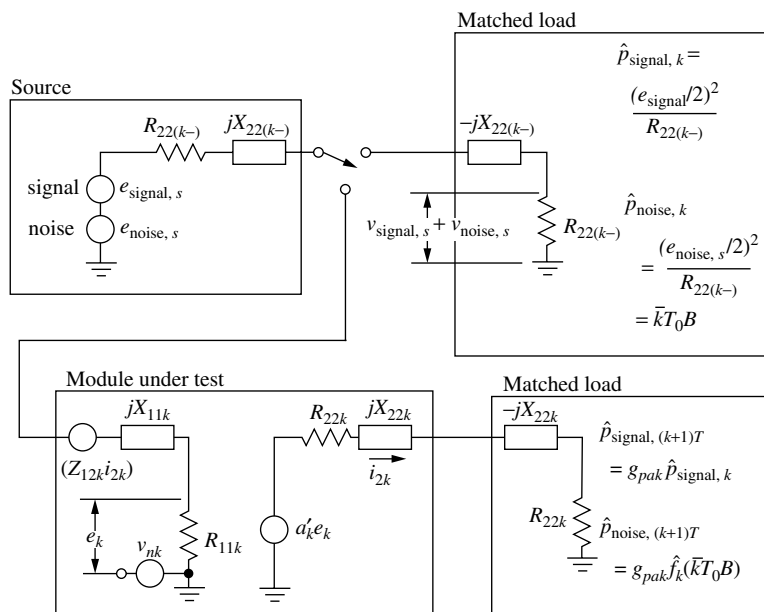 Matched load
p̂signal, k =
(esignal/2)²
R22(k–)
Source
R22(k–)
jX22(k–)
–jX22(k–)
signal
esignal, s
noise
enoise, s
vsignal, s + vnoise, s
R22(k–)
p̂noise, k
= (enoise, s/2)²
R22(k–)
= k̄T0B
Module under test
Matched load
jX11k
R22k
jX22k
–jX22k
(Z12k i2k)
i2k
p̂signal, (k+1)T
= gpak p̂signal, k
ek
vnk
R11k
a′kek
R22k
p̂noise, (k+1)T
= gpak f̂k(k̄T0B)